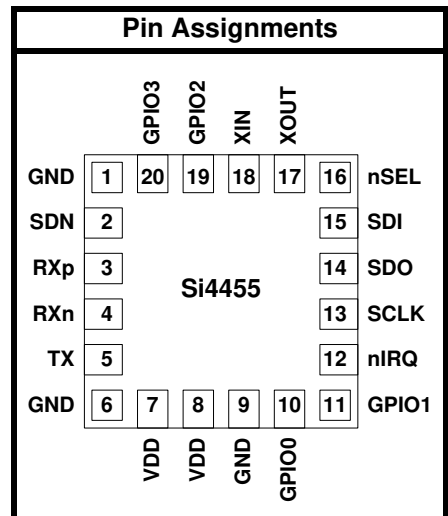 Pin Assignments
GPIO3 GPIO2 XIN XOUT
GND 1 20 19 18 17 16 nSEL
SDN 2 15 SDI
RXp 3 14 SDO
Si4455
RXn 4 13 SCLK
TX 5 12 nIRQ
GND 6 7 8 9 10 11 GPIO1
VDD VDD GND GPIO0